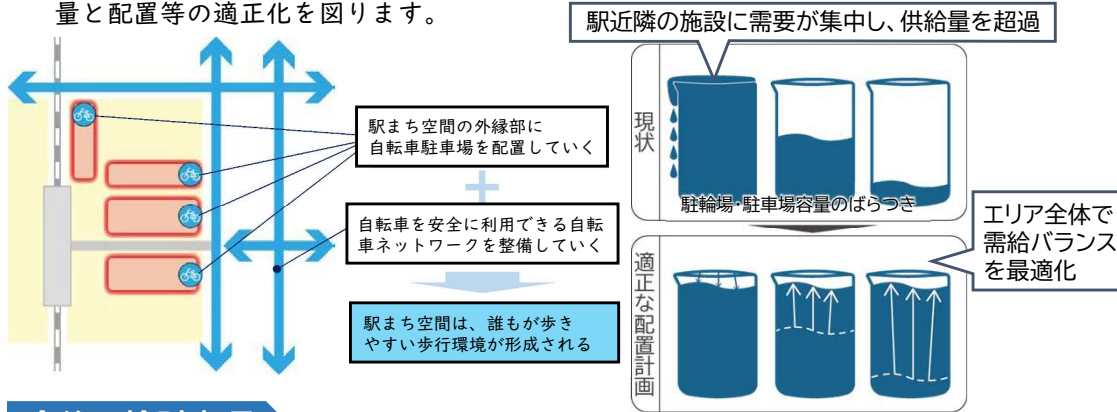 量と配置等の適正化を図ります。
駅まち空間の外縁部に
自転車駐車場を配置していく
自転車を安全に利用できる自転
車ネットワークを整備していく
駅まち空間は、誰もが歩き
やすい歩行環境が形成される
駅近隣の施設に需要が集中し、供給量を超過
現状
駐輪場・駐車場容量のばらつき
適正な配置計画
エリア全体で
需給バランス
を最適化